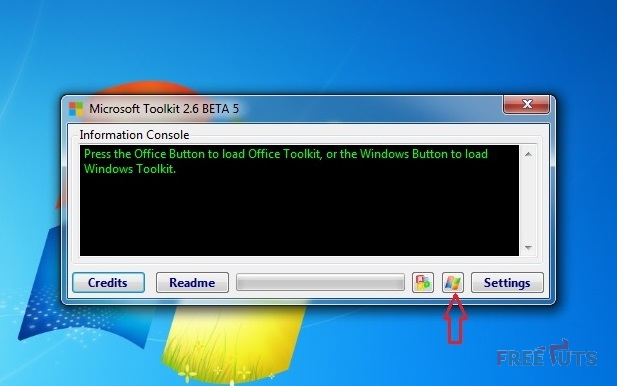 Microsoft Toolkit 2.6 BETA 5
Information Console
Press the Office Button to load Office Toolkit, or the Windows Button to load
Windows Toolkit.
Credits
Readme
Settings
FREETUTS